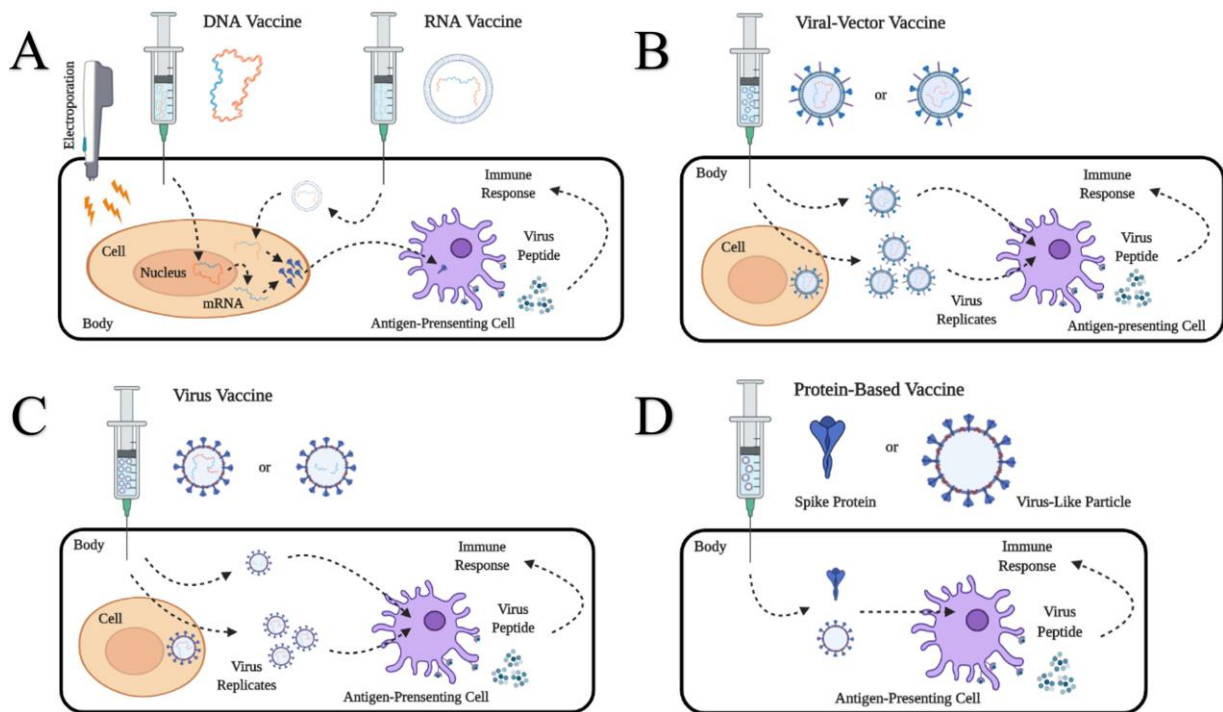 A
DNA Vaccine
RNA Vaccine
Electroporation
Cell
Nucleus
mRNA
Body
Immune
Response
Virus
Peptide
Antigen-Prensenting Cell
B
Viral-Vector Vaccine
or
Body
Cell
Immune
Response
Virus
Peptide
Virus
Replicates
Antigen-presenting Cell
C
Virus Vaccine
or
Body
Cell
Virus
Replicates
Immune
Response
Virus
Peptide
Antigen-Prensenting Cell
D
Protein-Based Vaccine
or
Spike Protein
Virus-Like Particle
Body
Immune
Response
Virus
Peptide
Antigen-Presenting Cell